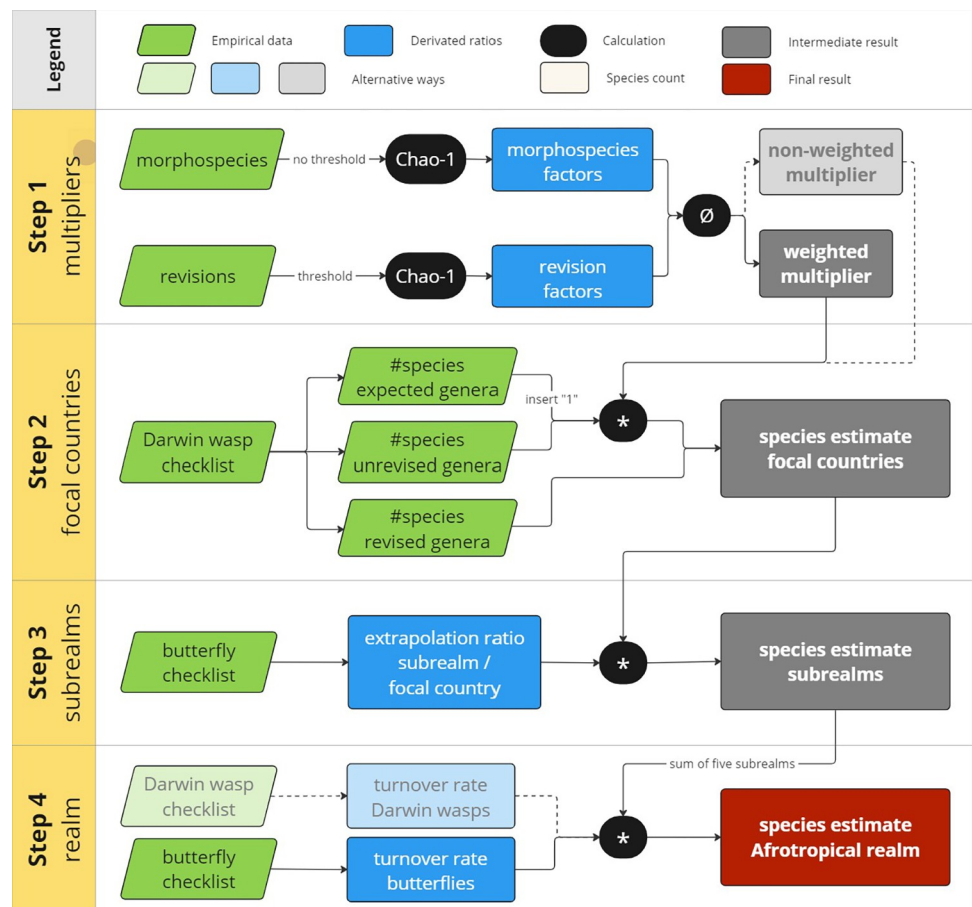 Legend
Empirical data
Derivated ratios
Calculation
Intermediate result
Alternative ways
Species count
Final result
Step 1
multipliers
morphospecies
no threshold
Chao-1
morphospecies
factors
non-weighted
multiplier
Ø
revisions
threshold
Chao-1
revision
factors
weighted
multiplier
Step 2
focal countries
#species
expected genera
insert "1"
Darwin wasp
checklist
#species
unrevised genera
*
species estimate
focal countries
#species
revised genera
Step 3
subrealms
butterfly
checklist
extrapolation ratio
subrealm /
focal country
*
species estimate
subrealms
Step 4
realm
sum of five subrealms
Darwin wasp
checklist
turnover rate
Darwin wasps
*
species estimate
Afrotropical realm
butterfly
checklist
turnover rate
butterflies